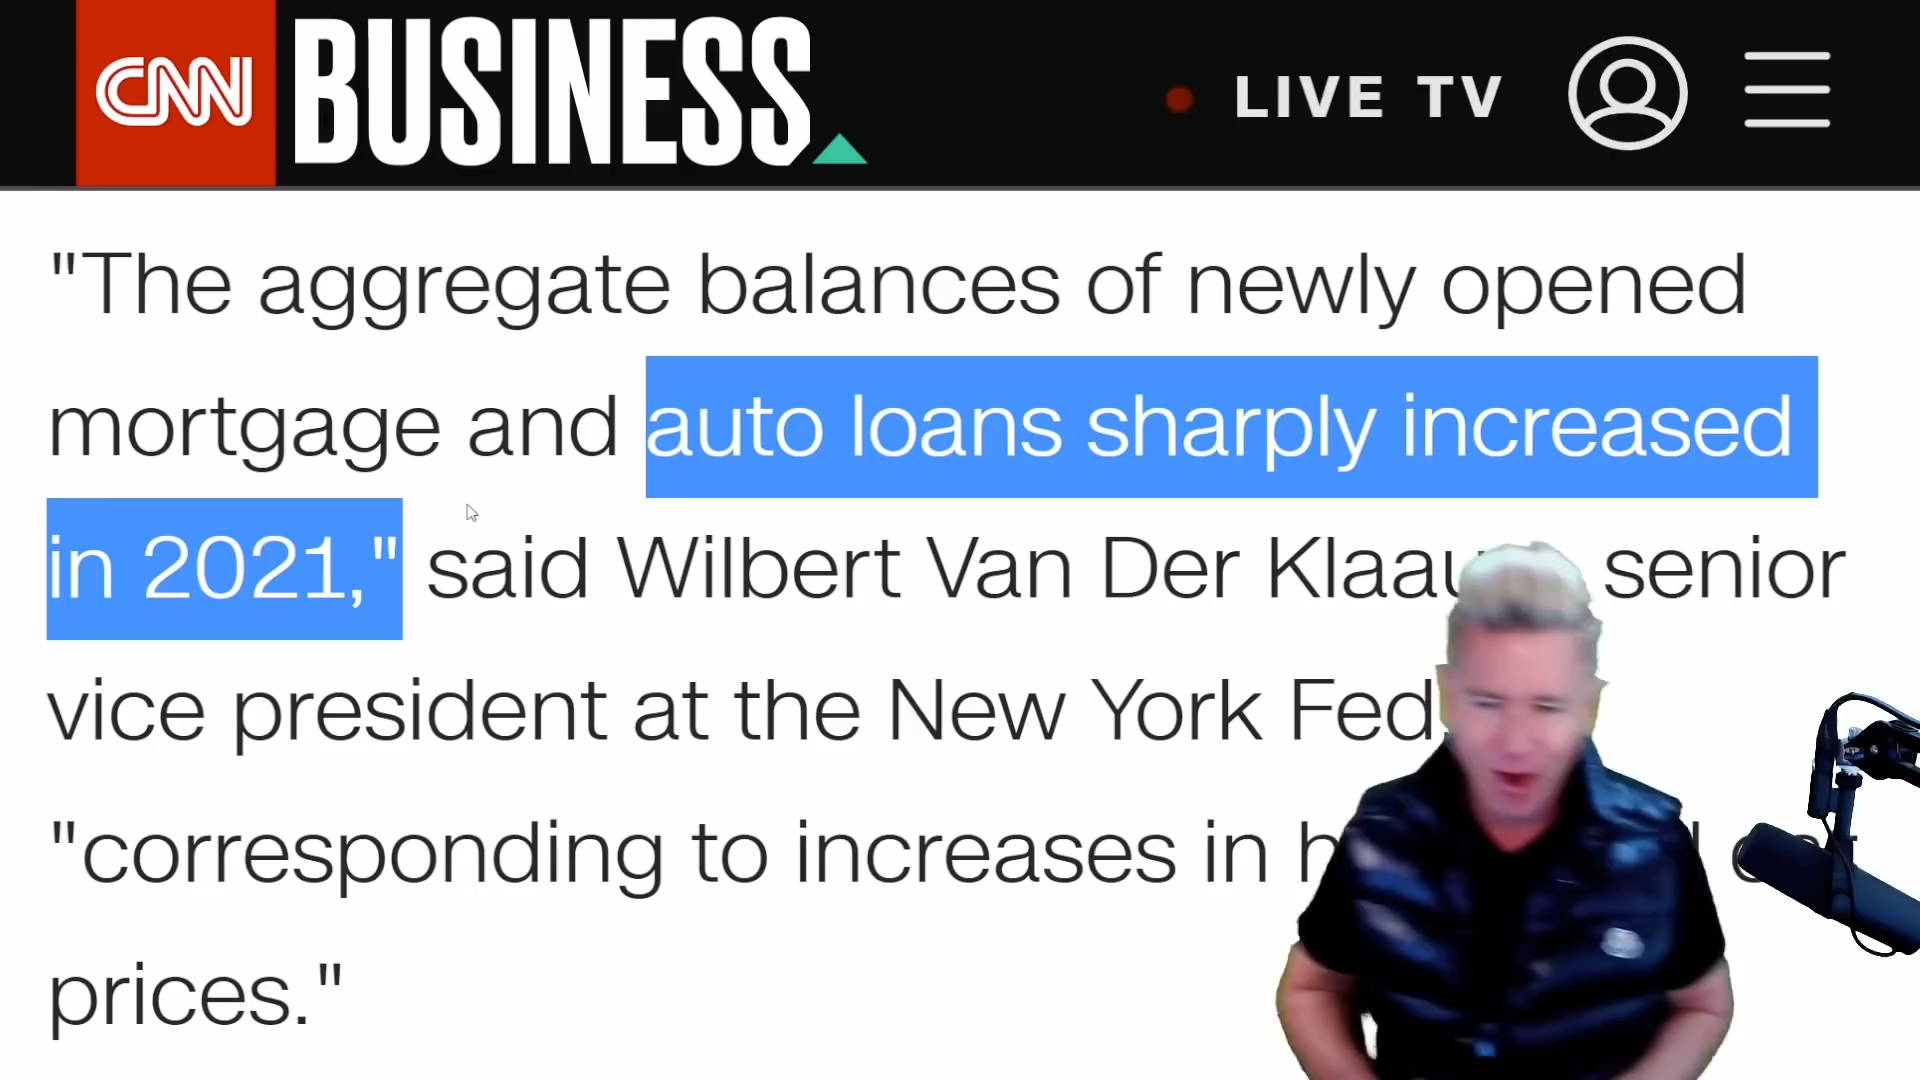 CNN BUSINESS LIVE TV
"The aggregate balances of newly opened
mortgage and auto loans sharply increased
in 2021," said Wilbert Van Der senior
vice president at the New York Fed,
"corresponding to increases in
prices."